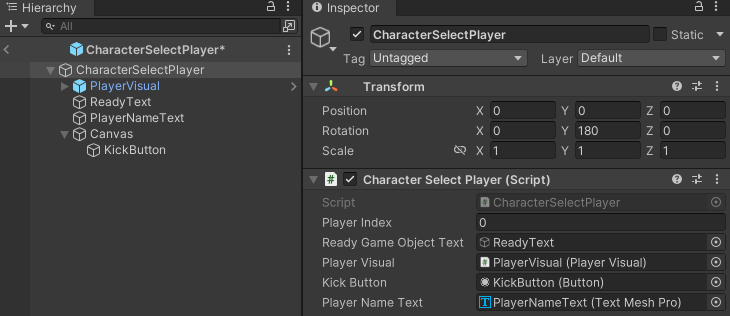 Hierarchy
All
CharacterSelectPlayer*
CharacterSelectPlayer
PlayerVisual
ReadyText
PlayerNameText
Canvas
KickButton
Inspector
CharacterSelectPlayer Static
Tag Untagged Layer Default
Transform
Position X 0 Y 0 Z 0
Rotation X 0 Y 180 Z 0
Scale X 1 Y 1 Z 1
# Character Select Player (Script)
Script # CharacterSelectPlayer
Player Index 0
Ready Game Object Text ReadyText
Player Visual # PlayerVisual (Player Visual)
Kick Button KickButton (Button)
Player Name Text T PlayerNameText (Text Mesh Pro)